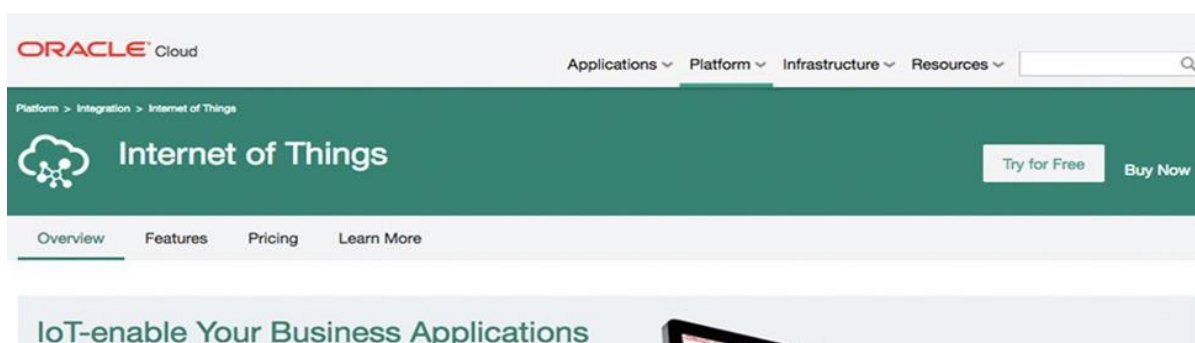 ORACLE Cloud
Applications Platform Infrastructure Resources
Platform > Integration > Internet of Things
Internet of Things
Try for Free Buy Now
Overview Features Pricing Learn More
IoT-enable Your Business Applications